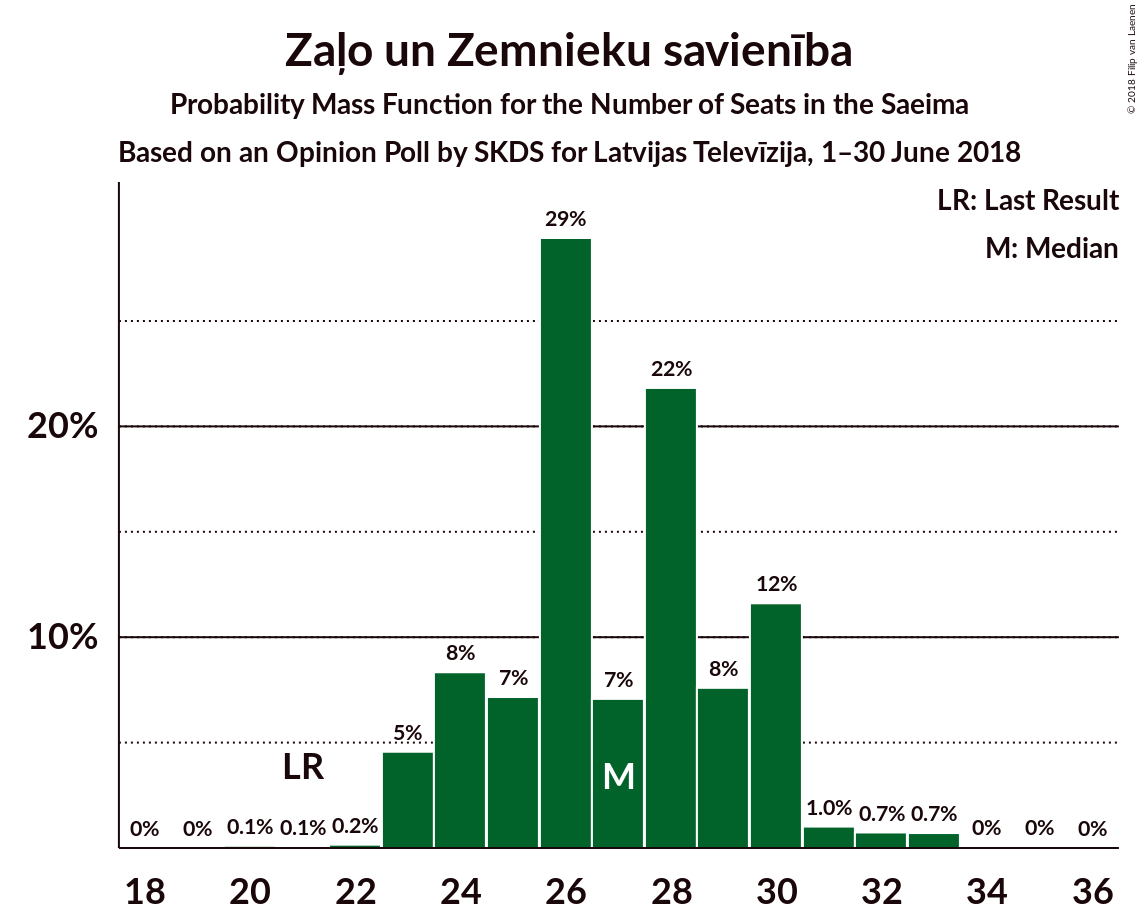 Zaļo un Zemnieku savienība
Probability Mass Function for the Number of Seats in the Saeima
Based on an Opinion Poll by SKDS for Latvijas Televīzija, 1–30 June 2018
© 2018 Filip van Laenen
LR: Last Result
M: Median
20%
10%
0%
0%
0.1%
0.1%
0.2%
5%
8%
7%
29%
7%
22%
8%
12%
1.0%
0.7%
0.7%
0%
0%
0%
LR
M
18 20 22 24 26 28 30 32 34 36